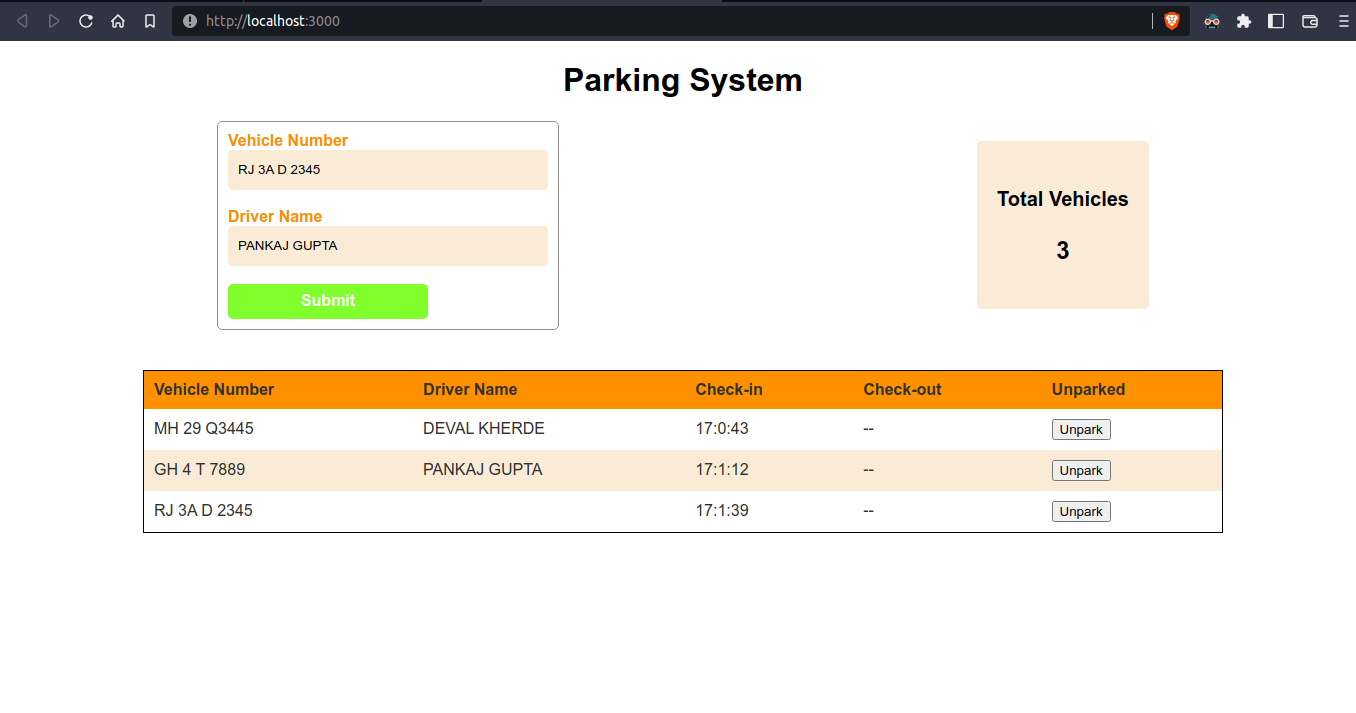 http://localhost:3000
Parking System
Vehicle Number
RJ 3A D 2345
Driver Name
PANKAJ GUPTA
Submit
Total Vehicles
3
Vehicle Number Driver Name Check-in Check-out Unparked
MH 29 Q3445 DEVAL KHERDE 17:0:43 -- Unpark
GH 4 T 7889 PANKAJ GUPTA 17:1:12 -- Unpark
RJ 3A D 2345 17:1:39 -- Unpark